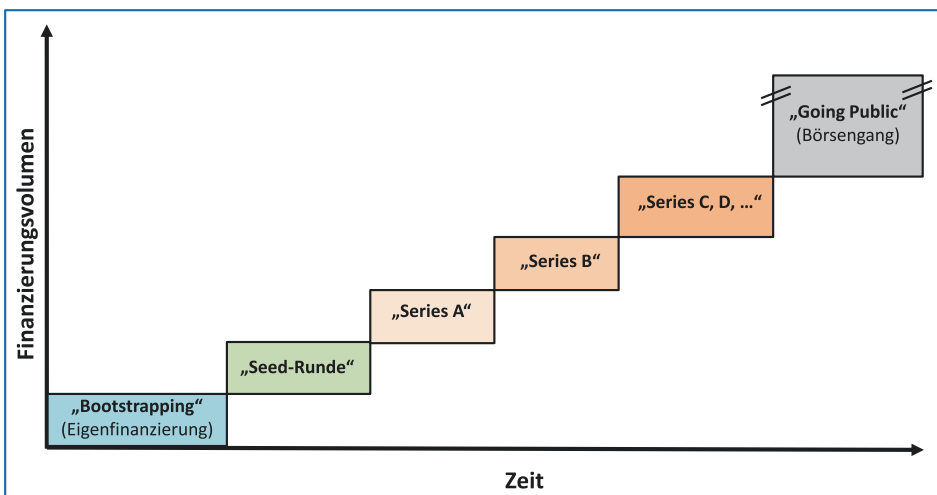 Finanzierungsvolumen
„Going Public“
(Börsengang)
„Series C, D, ...“
„Series B“
„Series A“
„Seed-Runde“
„Bootstrapping“
(Eigenfinanzierung)
Zeit